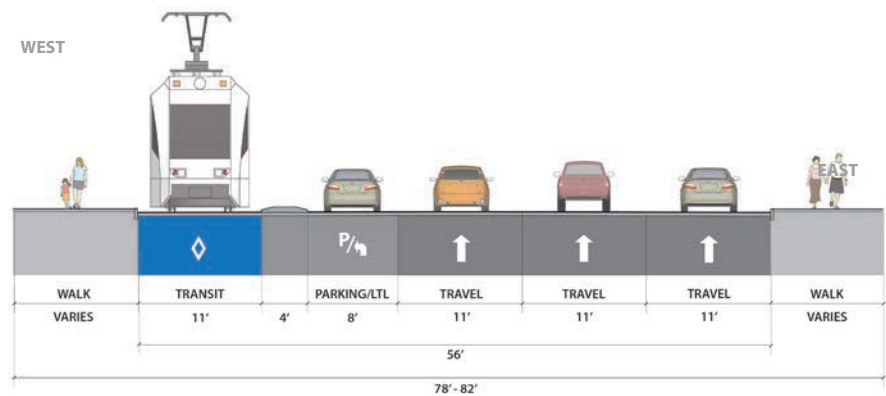 WEST
EAST
P/
WALK TRANSIT PARKING/LTL TRAVEL TRAVEL TRAVEL WALK
VARIES 11' 4' 8' 11' 11' 11' VARIES
56'
78' - 82'